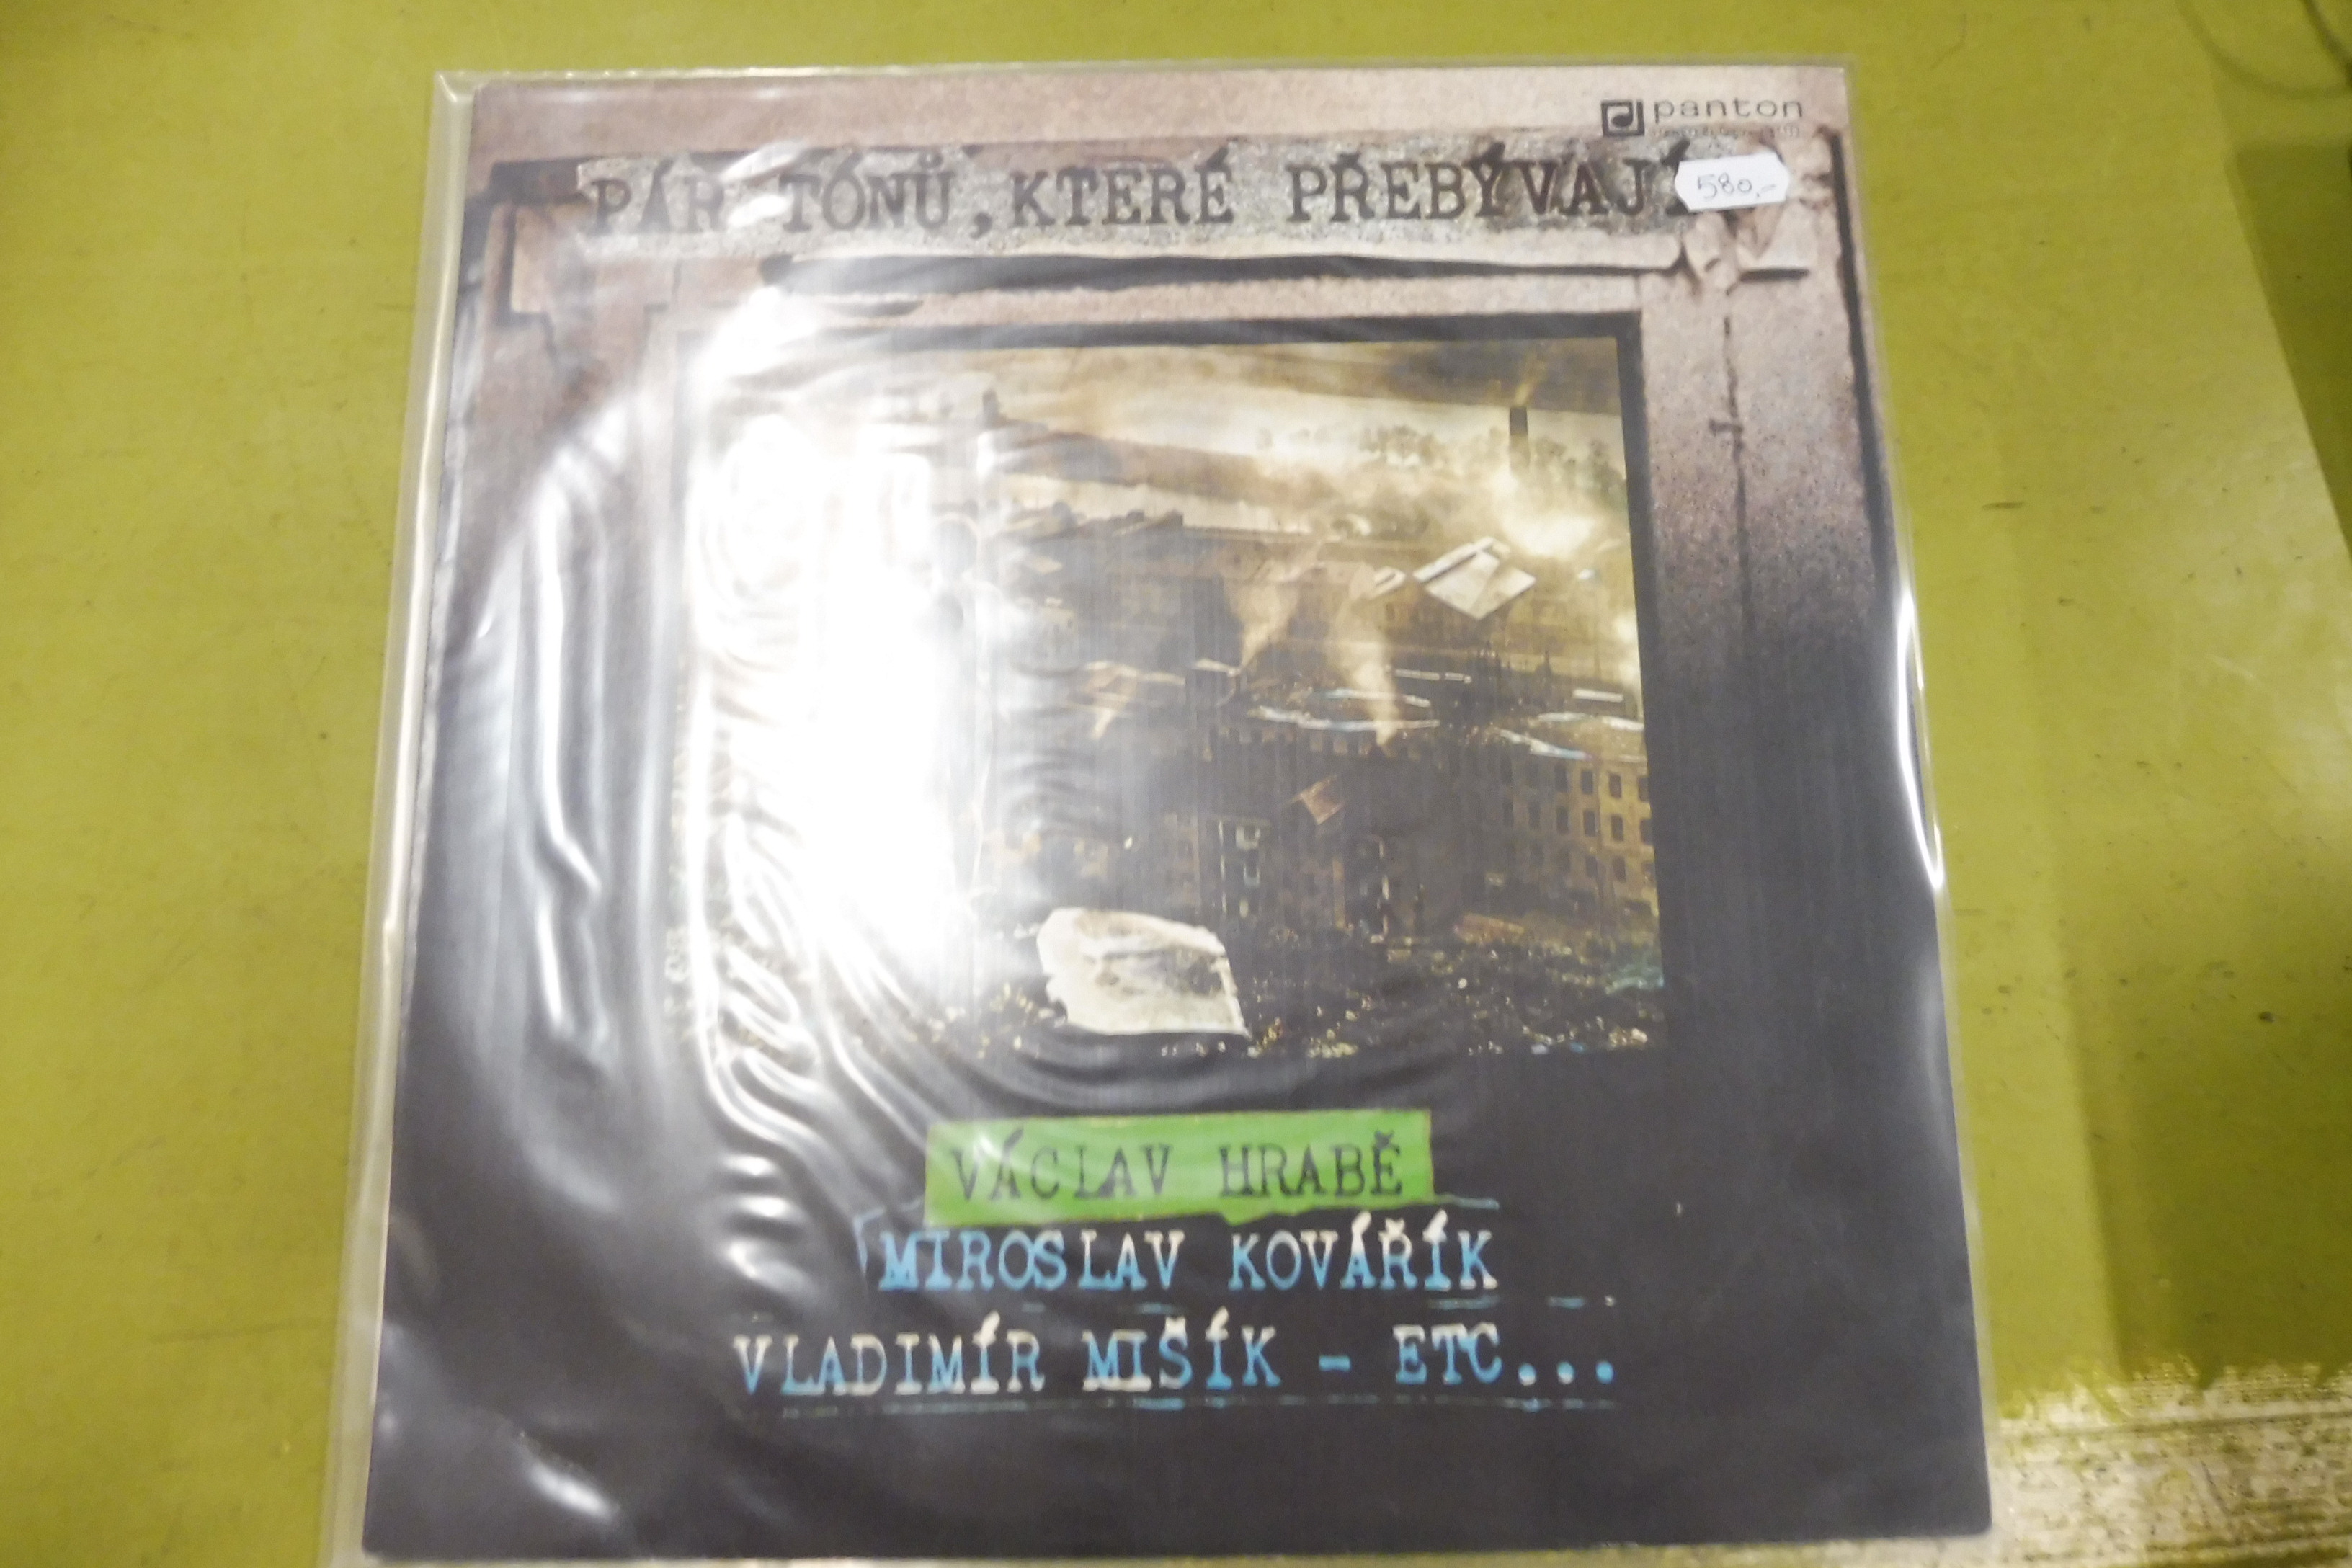 panton
PÁR TÓNŮ, KTERÉ PŘEBÝVAJÍ
580,-
VÁCLAV HRABĚ
MIROSLAV KOVÁŘÍK
VLADIMÍR MIŠÍK - ETC...